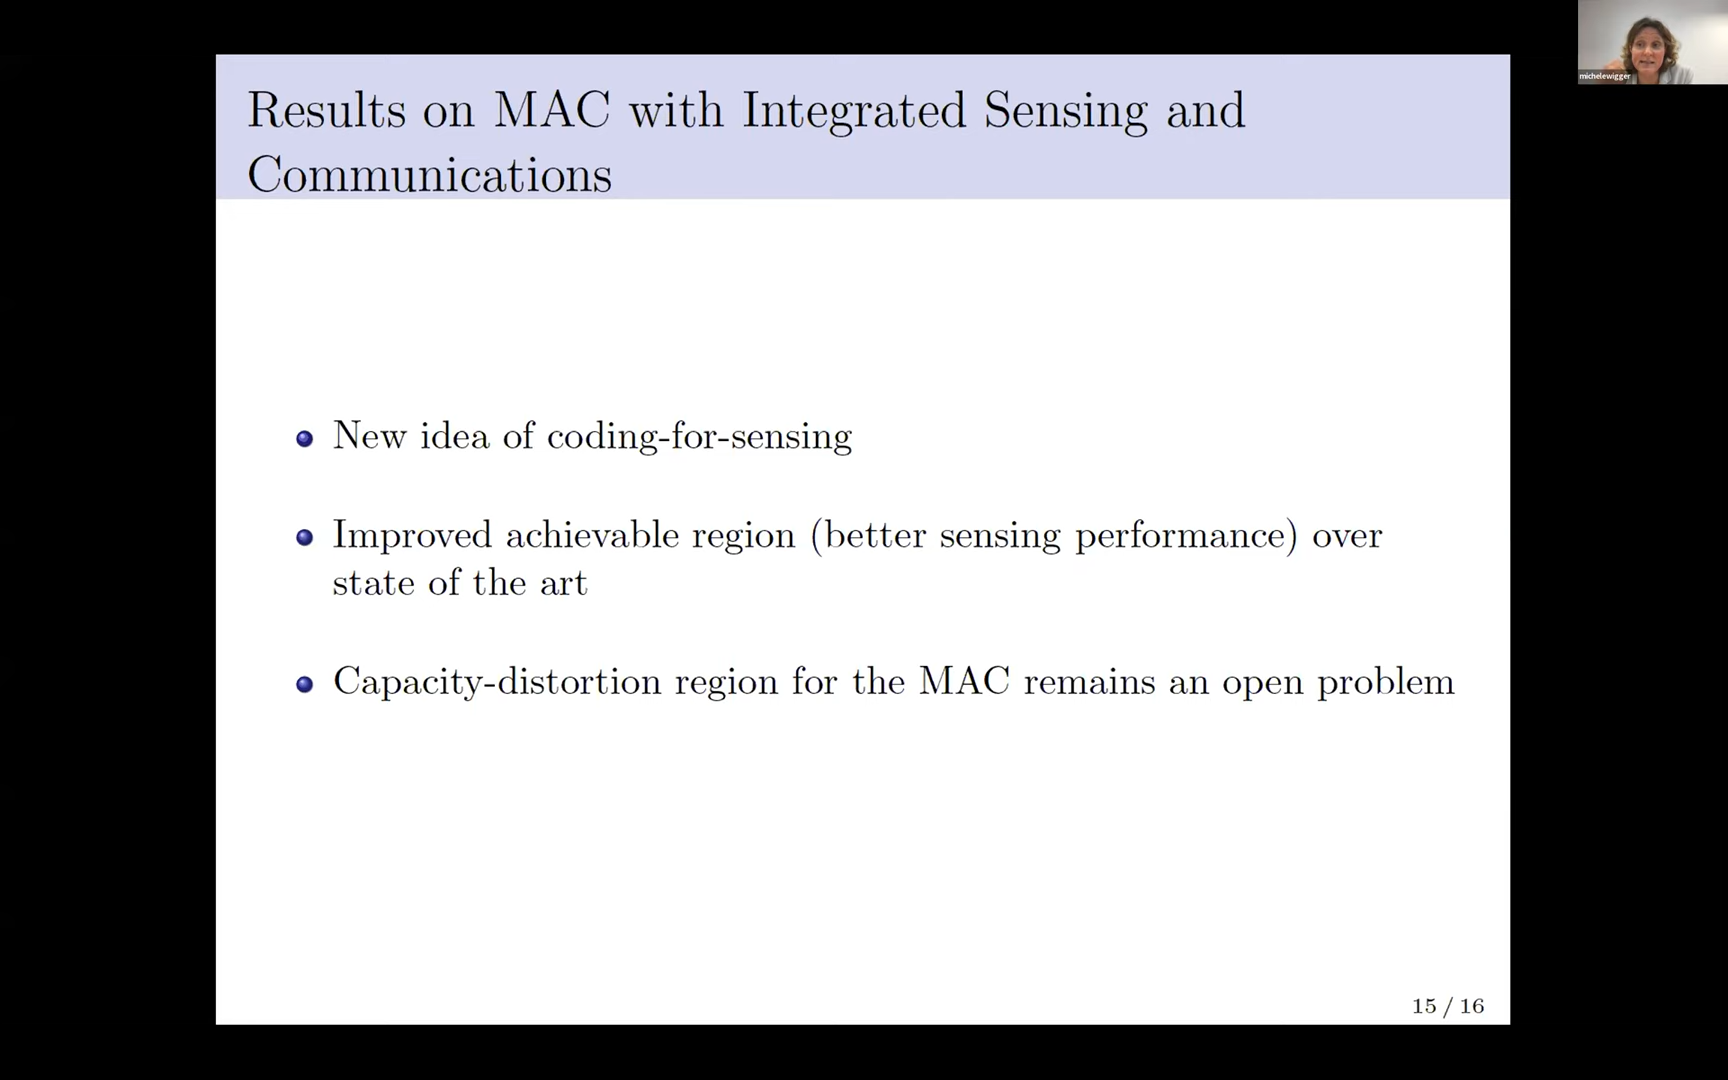 michelewigger
Results on MAC with Integrated Sensing and
Communications
New idea of coding-for-sensing
Improved achievable region (better sensing performance) over
state of the art
Capacity-distortion region for the MAC remains an open problem
15 / 16